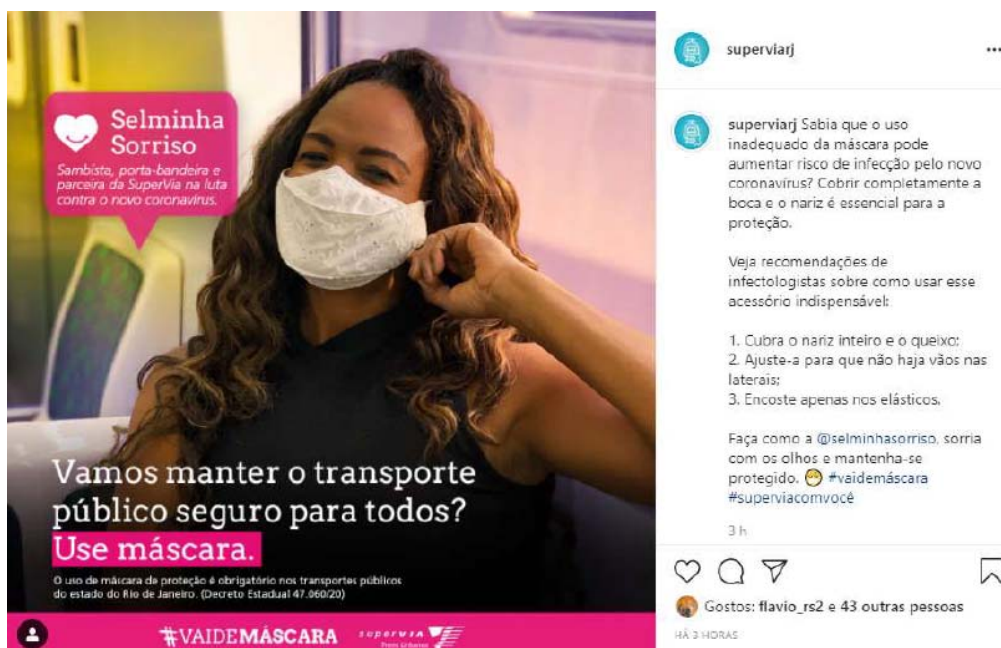 Selminha
Sorriso
Sambista, porta-bandeira e
parceira da SuperVia na luta
contra o novo coronavírus.
Vamos manter o transporte
público seguro para todos?
Use máscara.
O uso de máscara de proteção é obrigatório nos transportes públicos
do estado do Rio de Janeiro. (Decreto Estadual 47.060/20)
#VAIDEMÁSCARA
SUPERVIA
Trens Urbanos
superviarj
superviarj Sabia que o uso
inadequado da máscara pode
aumentar risco de infecção pelo novo
coronavírus? Cobrir completamente a
boca e o nariz é essencial para a
proteção.
Veja recomendações de
infectologistas sobre como usar esse
acessório indispensável:
1. Cubra o nariz inteiro e o queixo;
2. Ajuste-a para que não haja vãos nas
laterais;
3. Encoste apenas nos elásticos.
Faça como a @selminhasorriso, sorria
com os olhos e mantenha-se
protegido. 😷 #vaidemáscara
#superviacomvocê
3 h
Gostos: flavio_rs2 e 43 outras pessoas
HÁ 3 HORAS